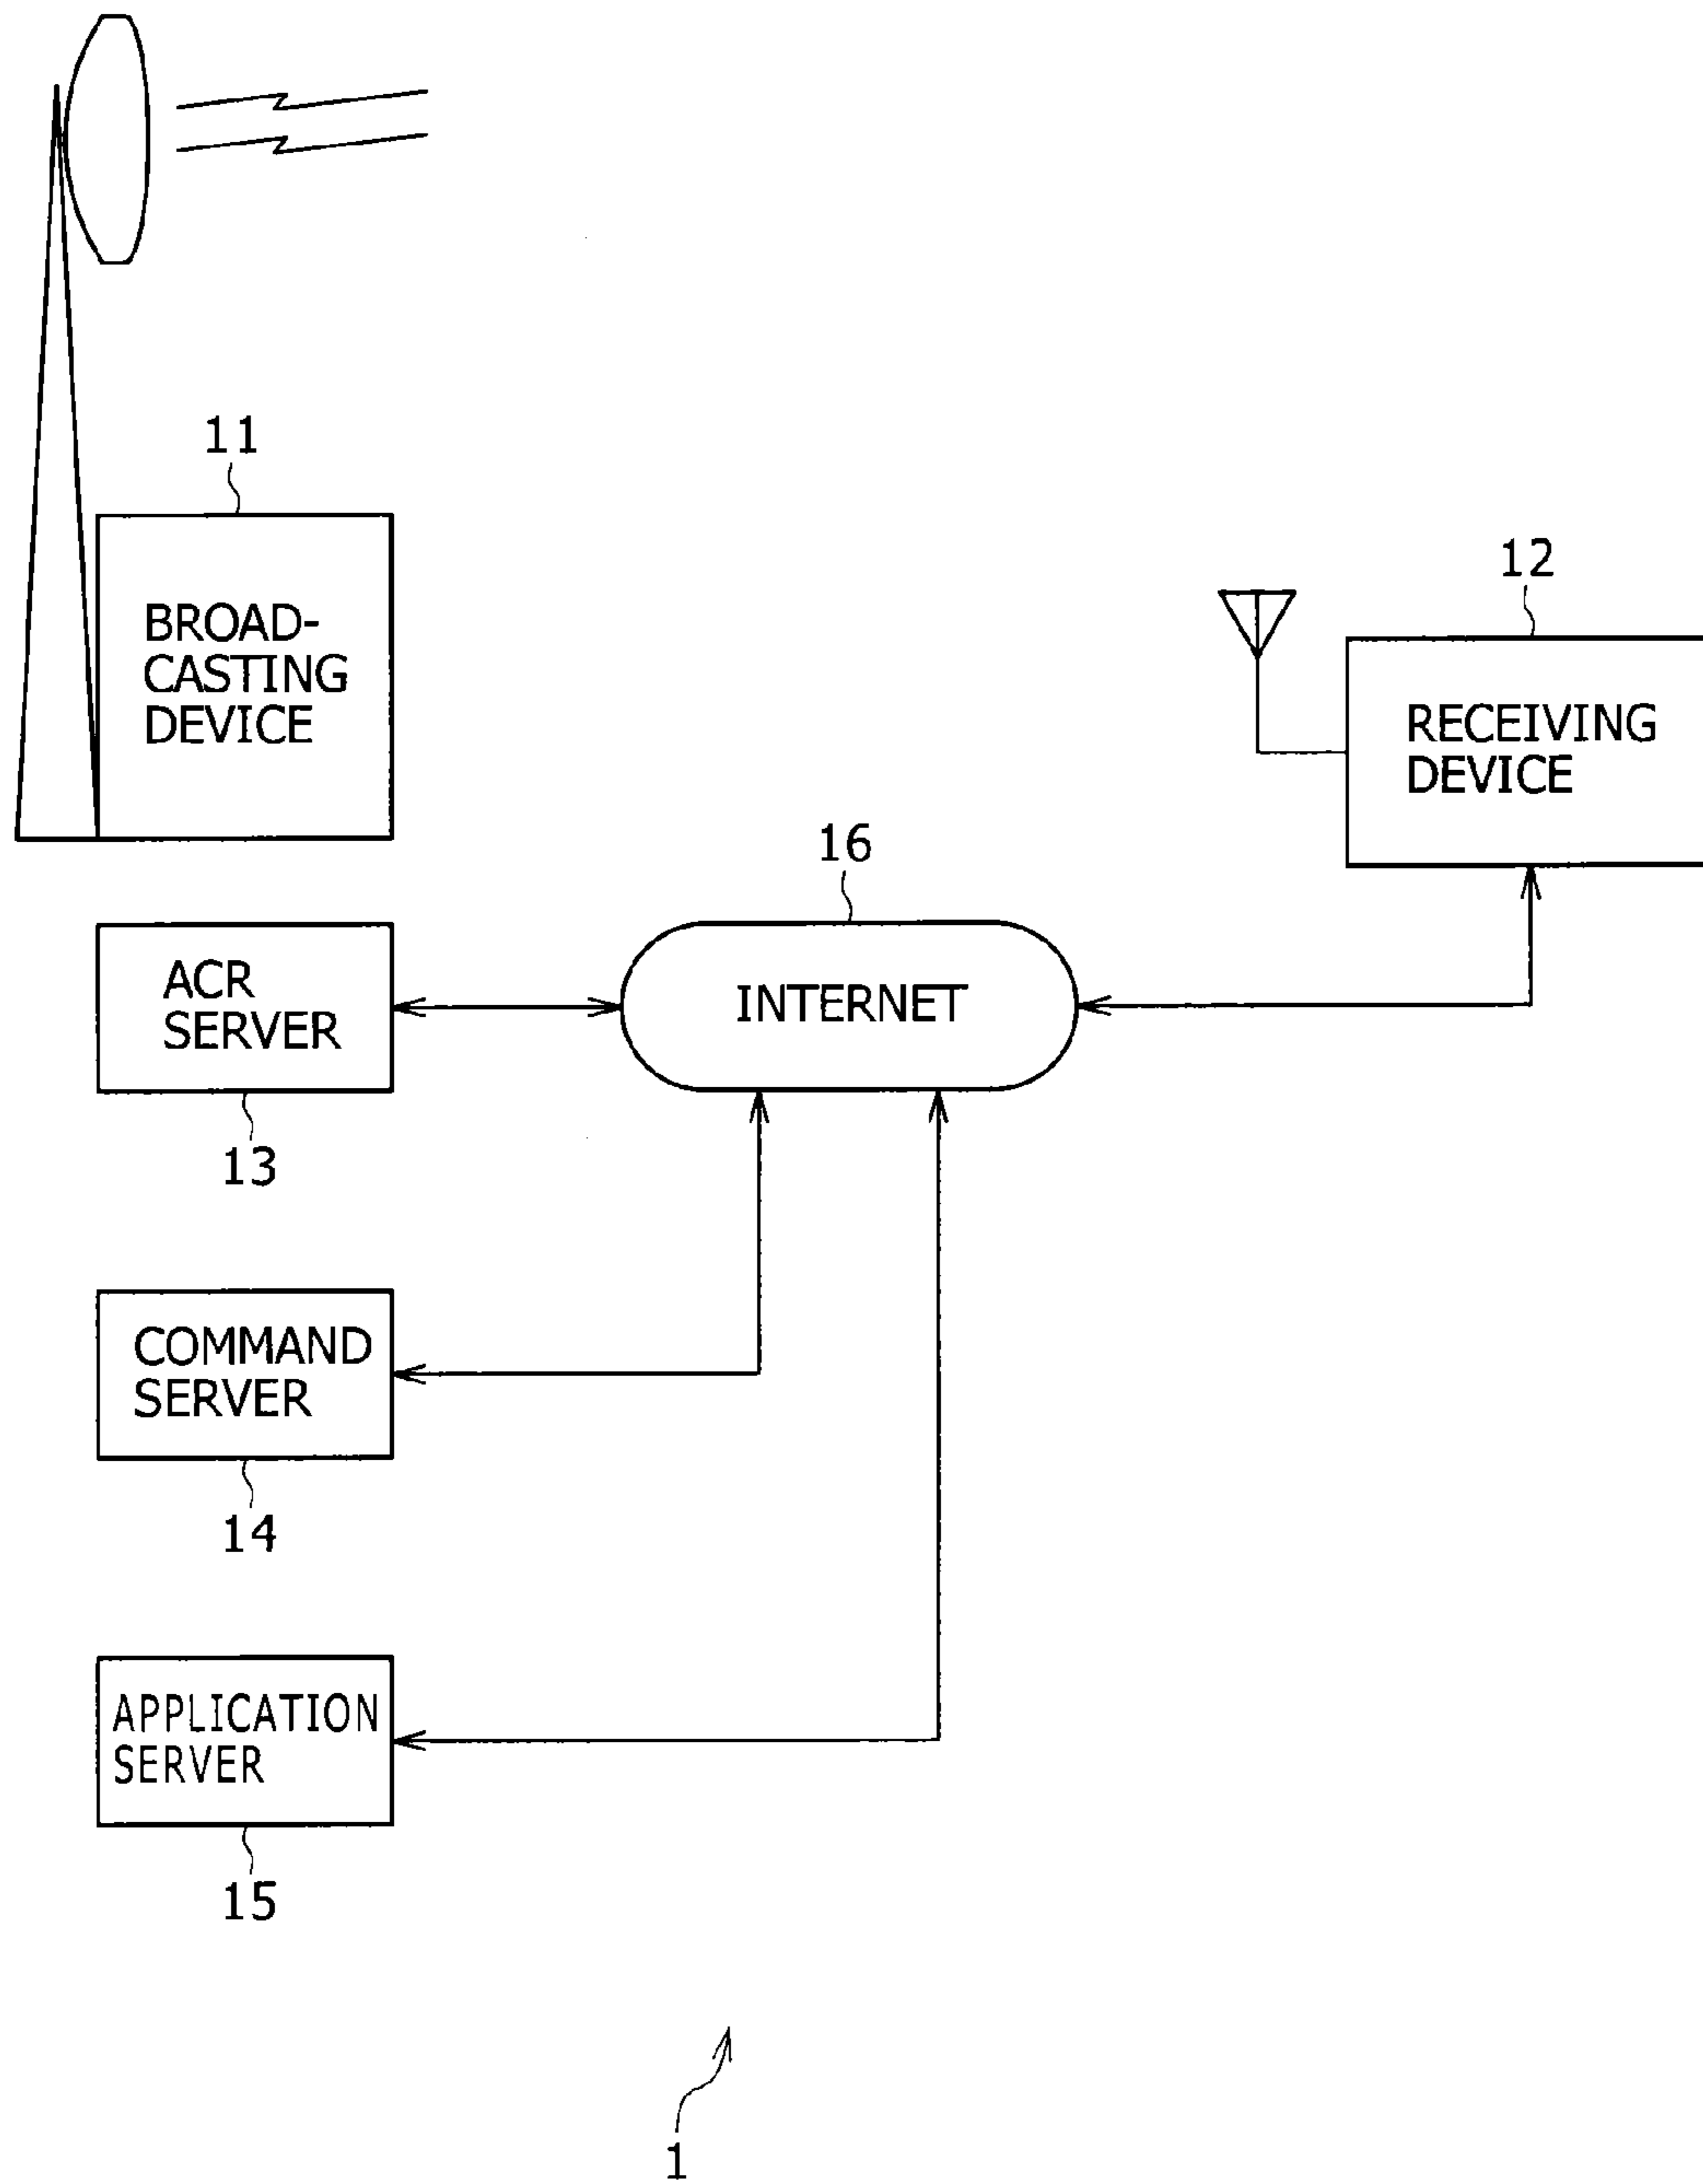 11
BROAD-
CASTING
DEVICE
12
RECEIVING
DEVICE
16
INTERNET
ACR
SERVER
13
COMMAND
SERVER
14
APPLICATION
SERVER
15
1